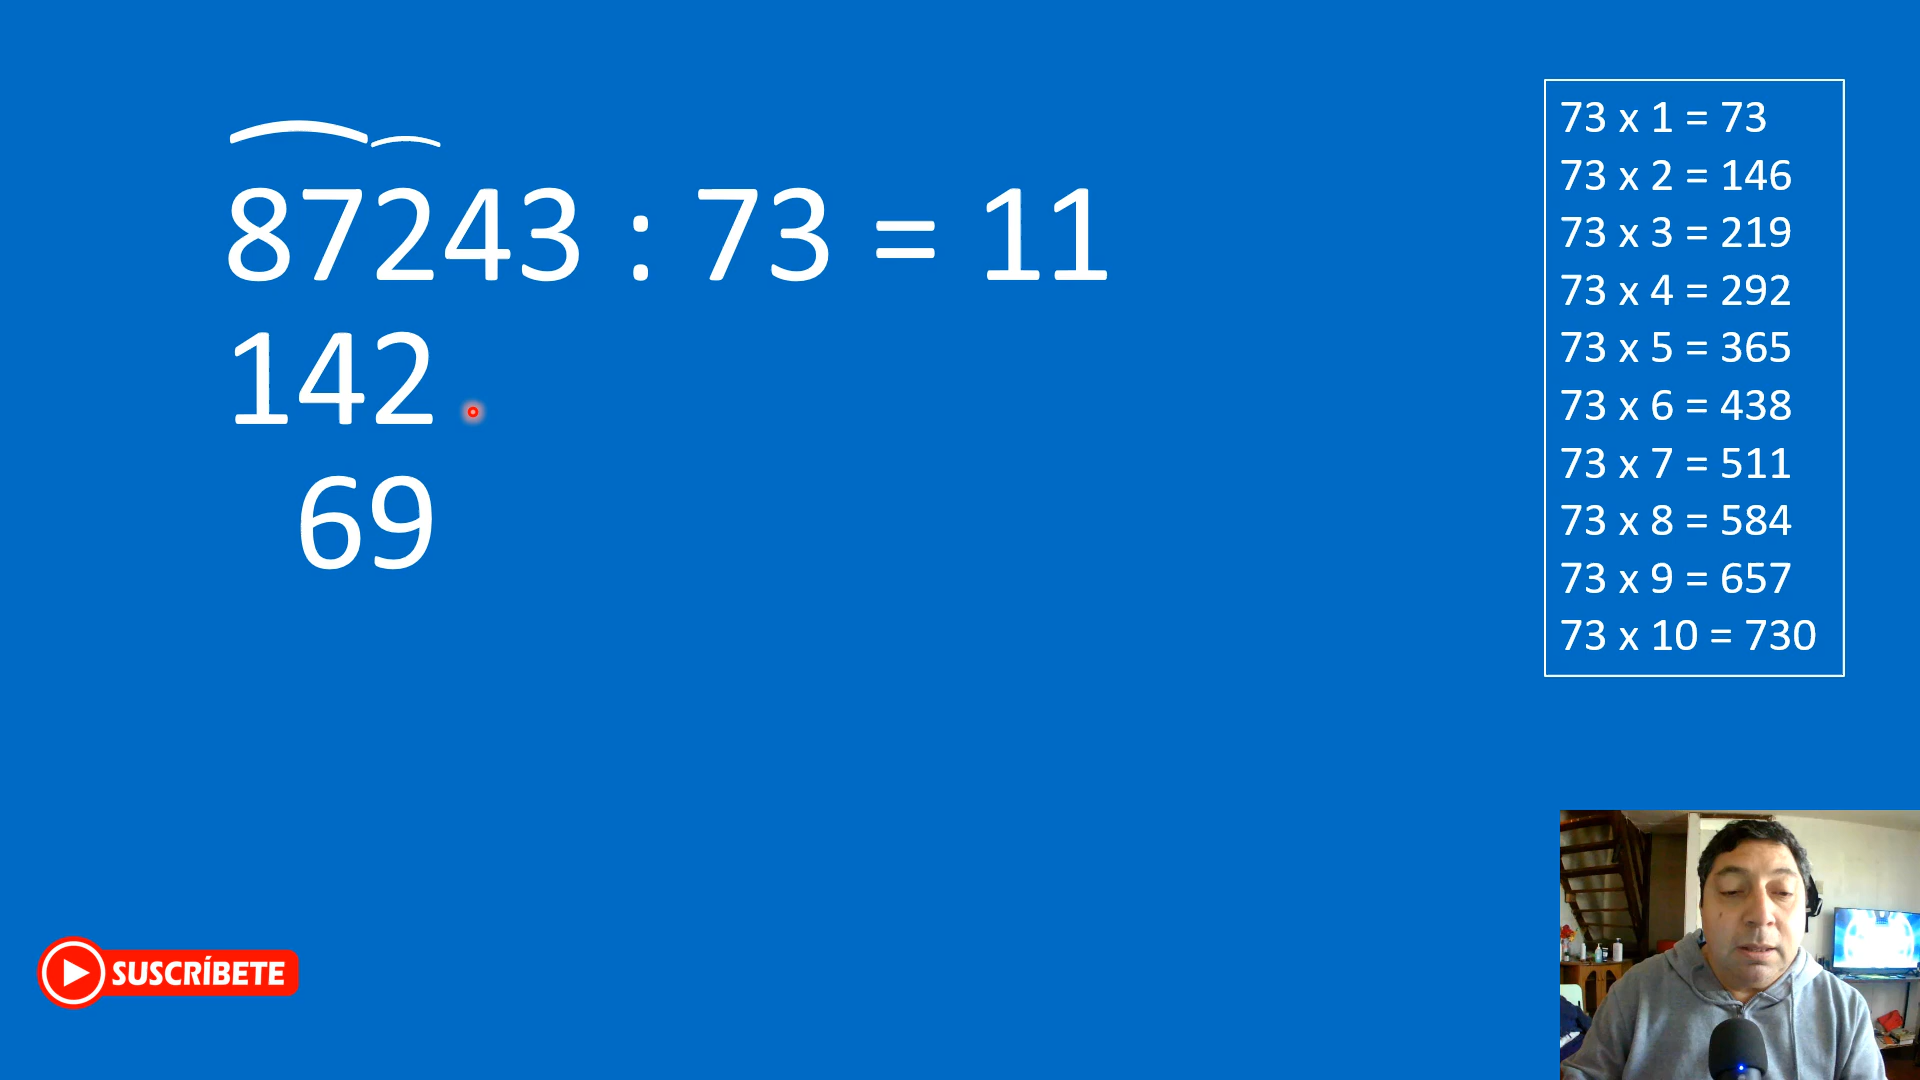 87243 : 73 = 11
142
69
73 x 1 = 73
73 x 2 = 146
73 x 3 = 219
73 x 4 = 292
73 x 5 = 365
73 x 6 = 438
73 x 7 = 511
73 x 8 = 584
73 x 9 = 657
73 x 10 = 730
SUSCRÍBETE